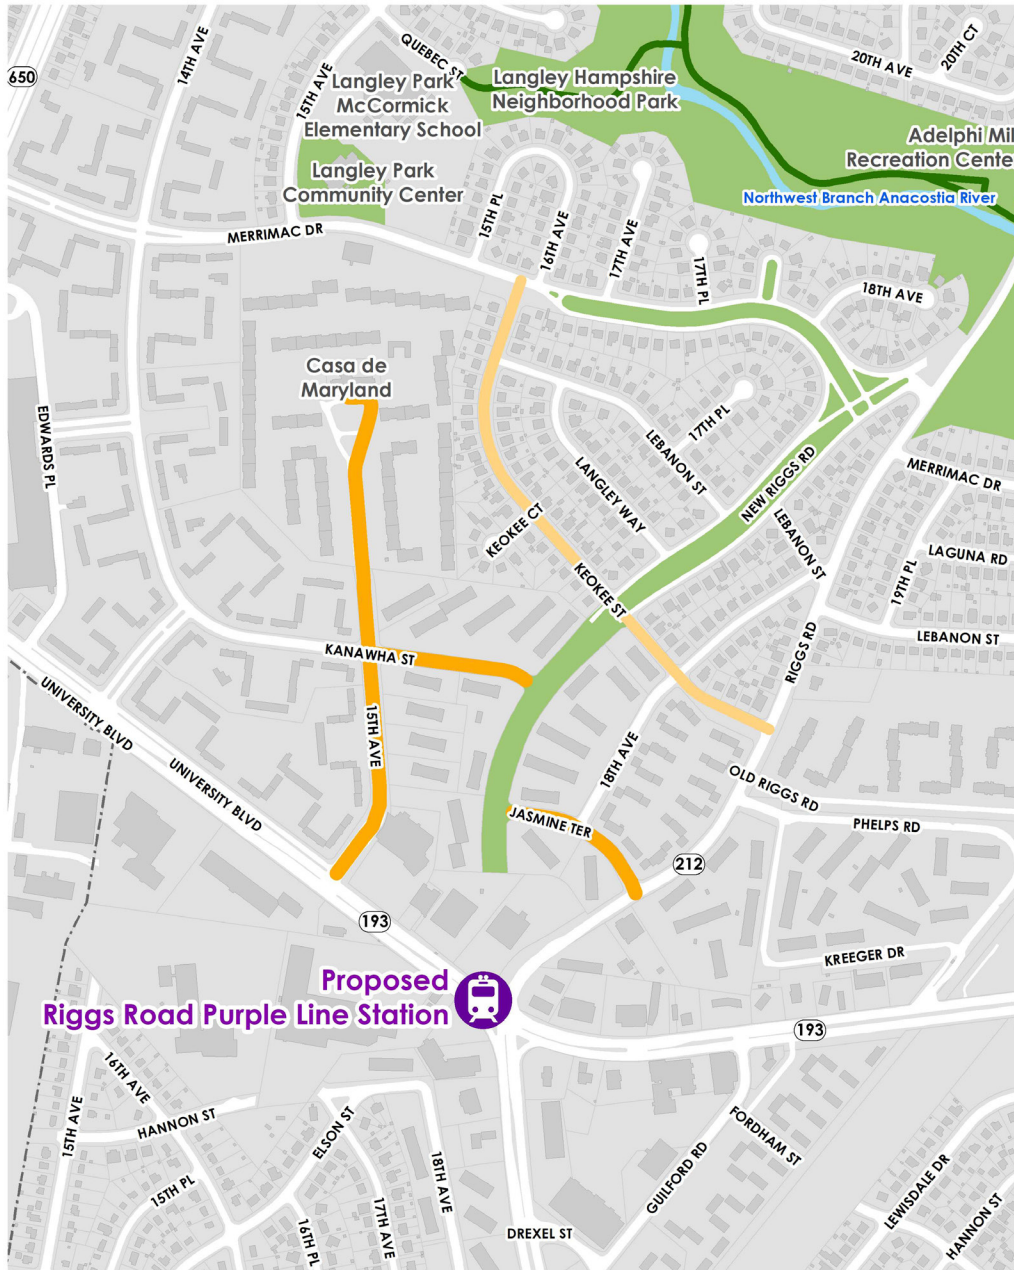 650
14TH AVE
15TH AVE
QUEBEC ST
Langley Park
McCormick
Elementary School
Langley Hampshire
Neighborhood Park
20TH AVE
20TH CT
Adelphi Mil
Recreation Cente
Northwest Branch Anacostia River
Langley Park
Community Center
MERRIMAC DR
15TH PL
16TH AVE
17TH AVE
17TH PL
18TH AVE
Casa de
Maryland
EDWARDS PL
17TH PL
LEBANON ST
LANGLEY WAY
NEW RIGGS RD
KEOKEE CT
KEOKEE ST
LEBANON ST
MERRIMAC DR
LAGUNA RD
19TH PL
LEBANON ST
RIGGS RD
KANAWHA ST
15TH AVE
UNIVERSITY BLVD
UNIVERSITY BLVD
18TH AVE
OLD RIGGS RD
PHELPS RD
JASMINE TER
212
193
KREEGER DR
Proposed
Riggs Road Purple Line Station
193
16TH AVE
15TH AVE
HANNON ST
ELSON ST
15TH PL
16TH PL
17TH AVE
18TH AVE
DREXEL ST
GUILFORD RD
FORDHAM ST
LEWISDALE DR
HANNON ST